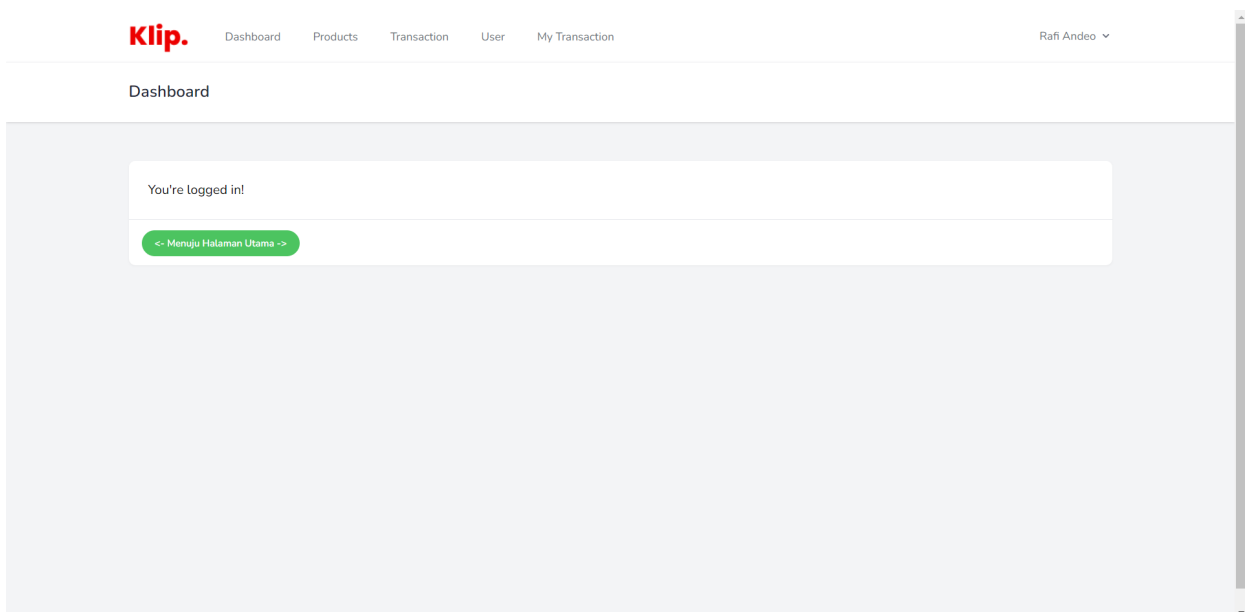 Klip. Dashboard Products Transaction User My Transaction Rafi Andeo
Dashboard
You're logged in!
<- Menuju Halaman Utama ->